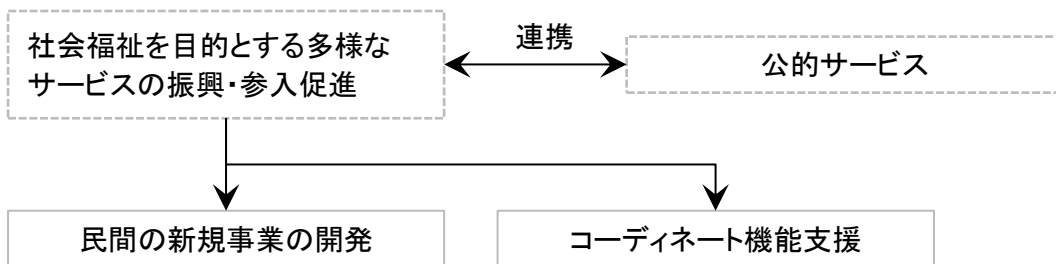 社会福祉を目的とする多様な
サービスの振興・参入促進
連携
公的サービス
民間の新規事業の開発
コーディネート機能支援